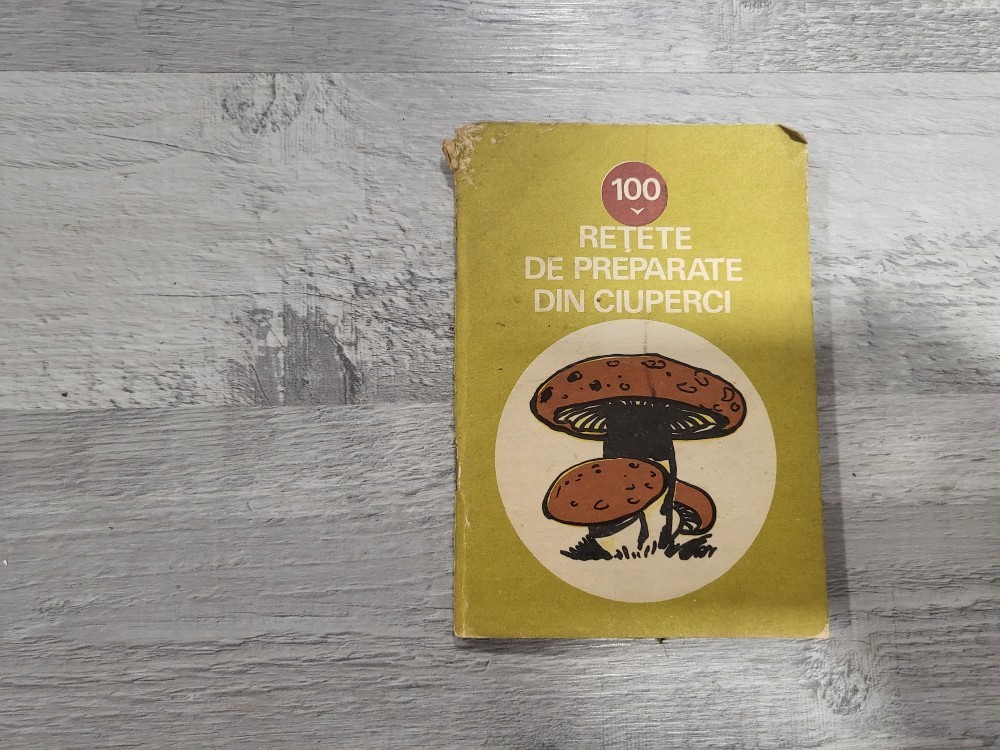 100
REȚETE
DE PREPARATE
DIN CIUPERCI